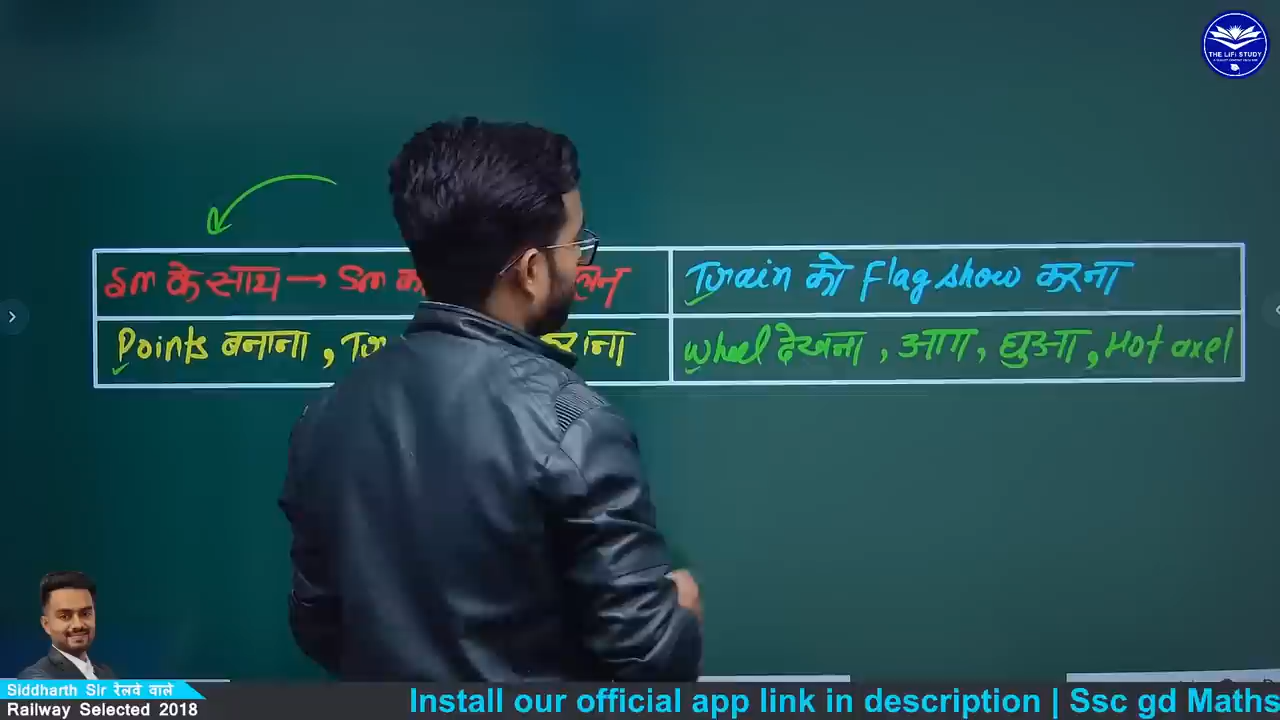 THE LIFE STUDY
Sm के साथ → Sm का
Train को Flag show करना
Points बनाना ,
Wheel देखना , आग, धुआ , Hot axel
Siddharth Sir रेलवे वाले
Railway Selected 2018
Install our official app link in description | Ssc gd Maths